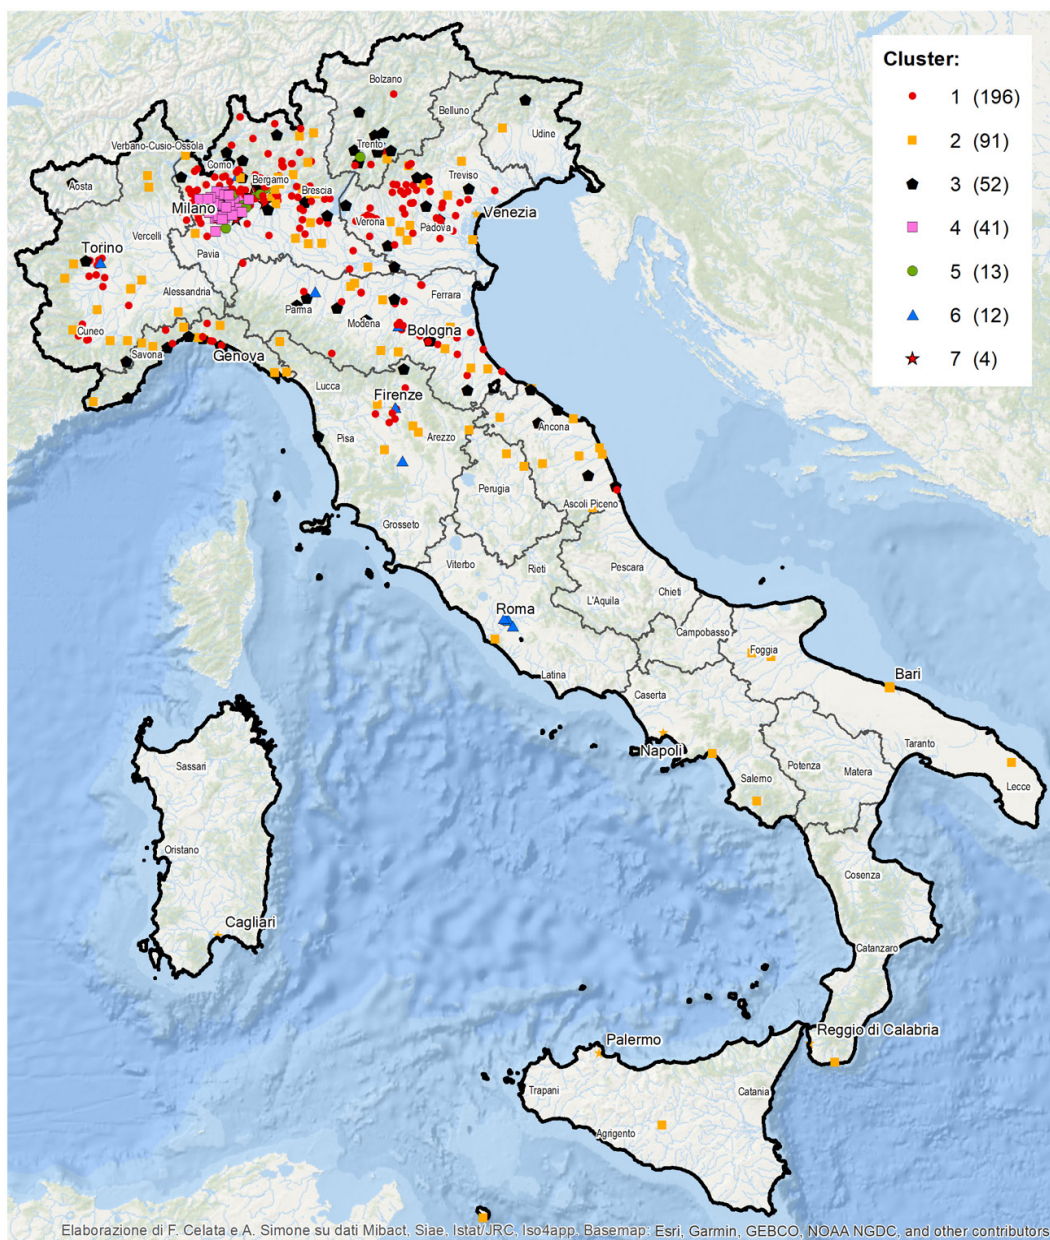 Cluster:
1 (196)
2 (91)
3 (52)
4 (41)
5 (13)
6 (12)
7 (4)
Bolzano
Belluno
Udine
Verbano-Cusio-Ossola
Trento
Como
Aosta
Bergamo
Treviso
Brescia
Milano
Venezia
Verona
Padova
Vercelli
Torino
Pavia
Alessandria
Ferrara
Parma
Modena
Cuneo
Bologna
Savona
Genova
Lucca
Firenze
Ancona
Pisa
Arezzo
Perugia
Ascoli Piceno
Grosseto
Viterbo
Rieti
Pescara
L'Aquila
Chieti
Roma
Campobasso
Foggia
Latina
Bari
Caserta
Napoli
Taranto
Sassari
Potenza
Matera
Salerno
Lecce
Oristano
Cosenza
Cagliari
Catanzaro
Reggio di Calabria
Palermo
Trapani
Catania
Agrigento
Elaborazione di F. Celata e A. Simone su dati Mibact, Siae, Istat/JRC, Iso4app. Basemap: Esri, Garmin, GEBCO, NOAA NGDC, and other contributors